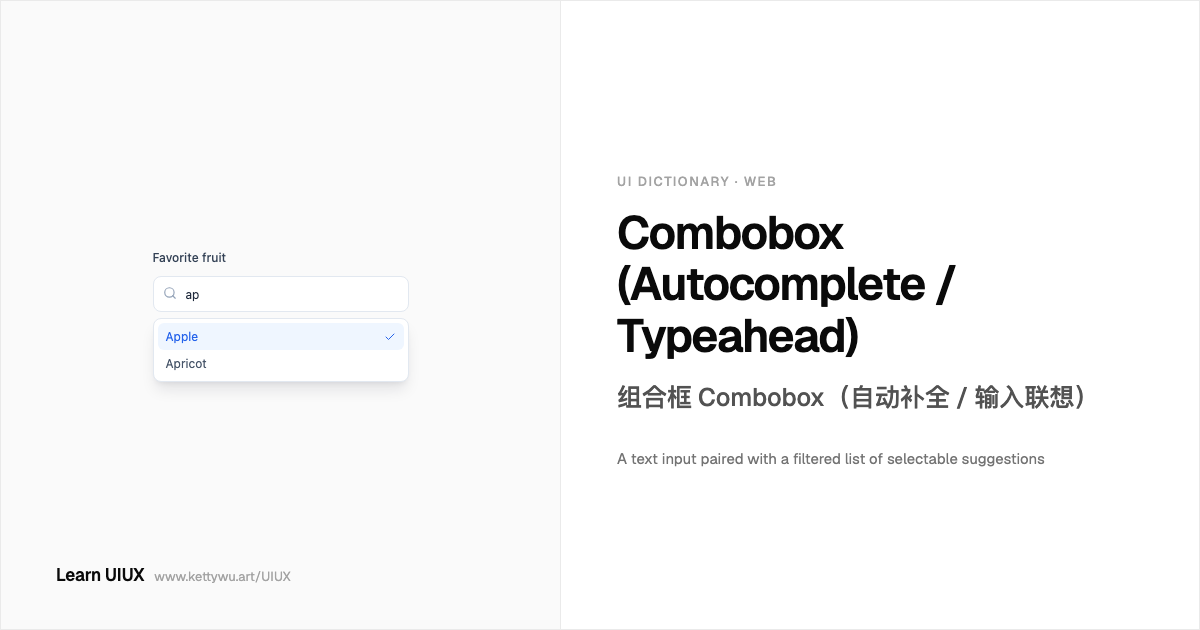 Favorite fruit
ap
Apple
Apricot
Learn UIUX www.kettywu.art/UIUX
UI DICTIONARY · WEB
Combobox
(Autocomplete /
Typeahead)
组合框 Combobox（自动补全 / 输入联想）
A text input paired with a filtered list of selectable suggestions